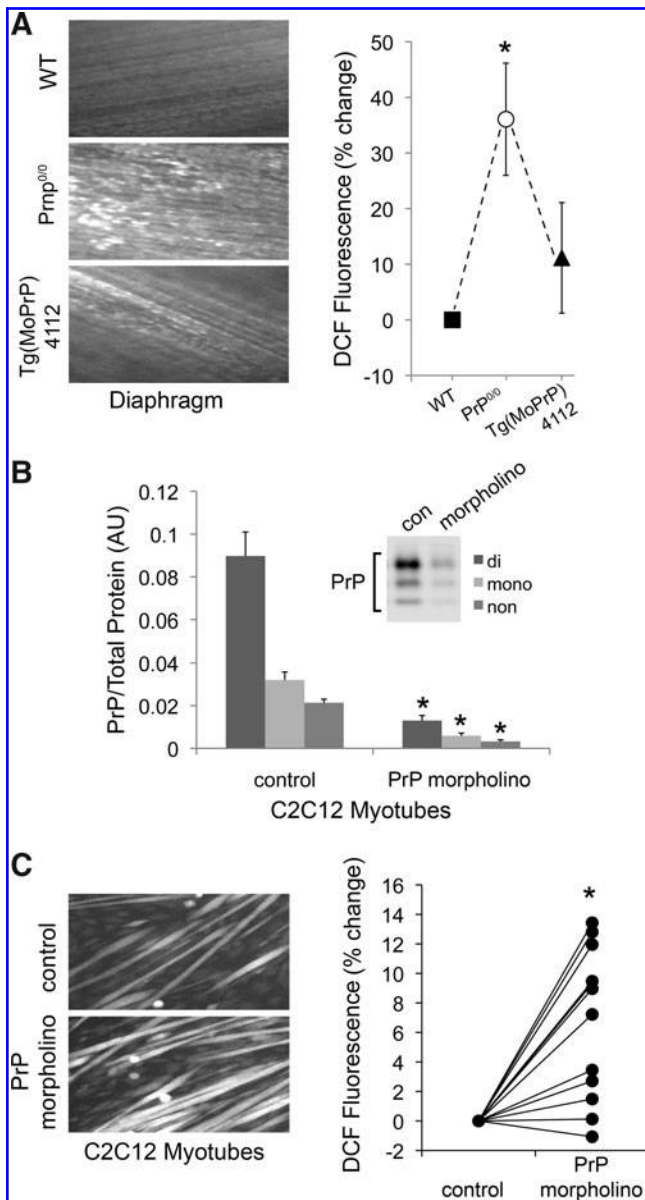 A
WT
Prnp0/0
Tg(MoPrP)
4112
Diaphragm
DCF Fluorescence (% change)
50
40
30
20
10
0
-10
*
WT
PrP0/0
Tg(MoPrP)
4112
B
PrP/Total Protein (AU)
0.12
0.1
0.08
0.06
0.04
0.02
0
con
morpholino
PrP
di
mono
non
* * *
control
PrP morpholino
C2C12 Myotubes
C
control
PrP
morpholino
C2C12 Myotubes
DCF Fluorescence (% change)
16
14
12
10
8
6
4
2
0
-2
*
control
PrP
morpholino